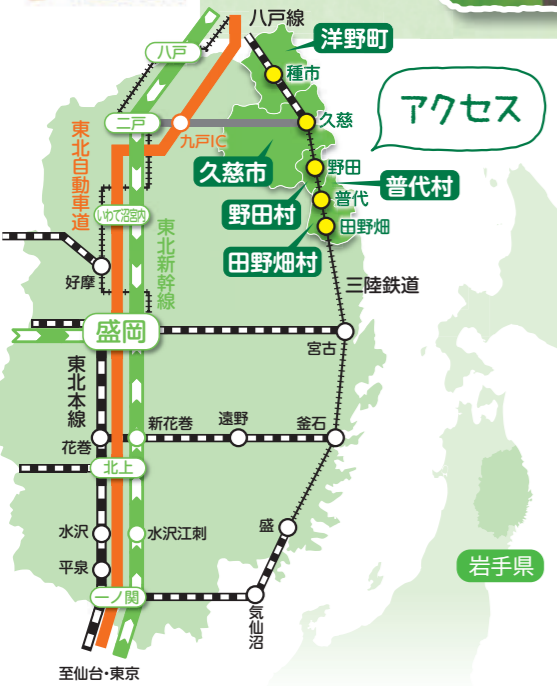 八戸線
洋野町
八戸
種市
アクセス
二戸
久慈
九戸IC
東北自動車道
久慈市
野田
普代村
野田村
普代
いわて沼宮内
東北新幹線
田野畑
田野畑村
好摩
三陸鉄道
盛岡
宮古
東北本線
新花巻
遠野
釜石
花巻
北上
盛
水沢
水沢江刺
平泉
岩手県
一ノ関
気仙沼
至仙台・東京